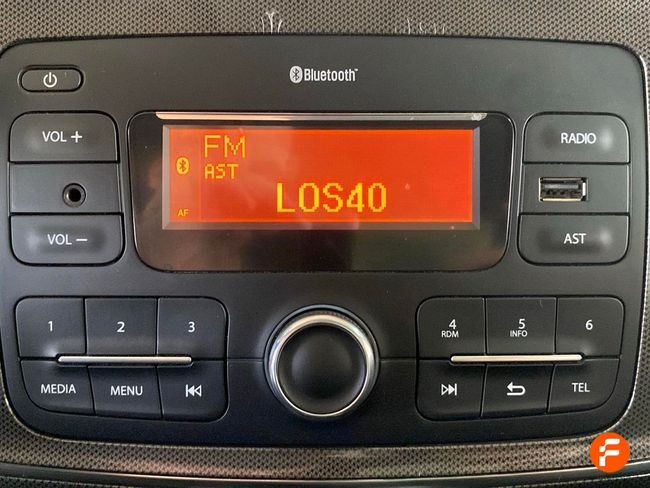 Bluetooth™
VOL +
FM
AST
LOS40
AF
VOL −
RADIO
AST
1
2
3
MEDIA
MENU
4
RDM
5
INFO
6
TEL